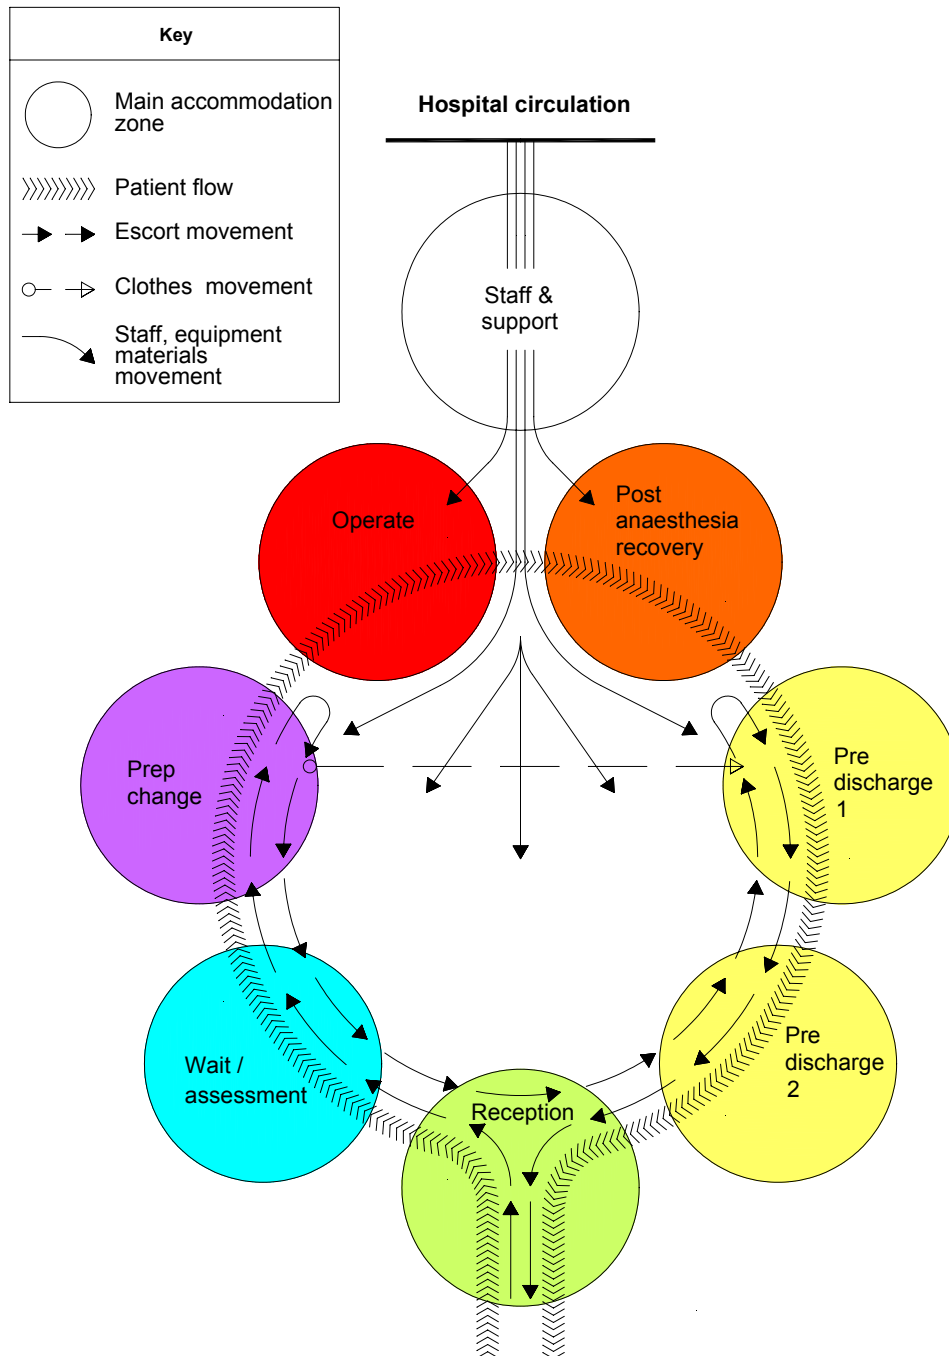 Key
Main accommodation
zone
Patient flow
Escort movement
Clothes movement
Staff, equipment
materials
movement
Hospital circulation
Staff &
support
Operate
Post
anaesthesia
recovery
Prep
change
Pre
discharge
1
Wait /
assessment
Pre
discharge
2
Reception